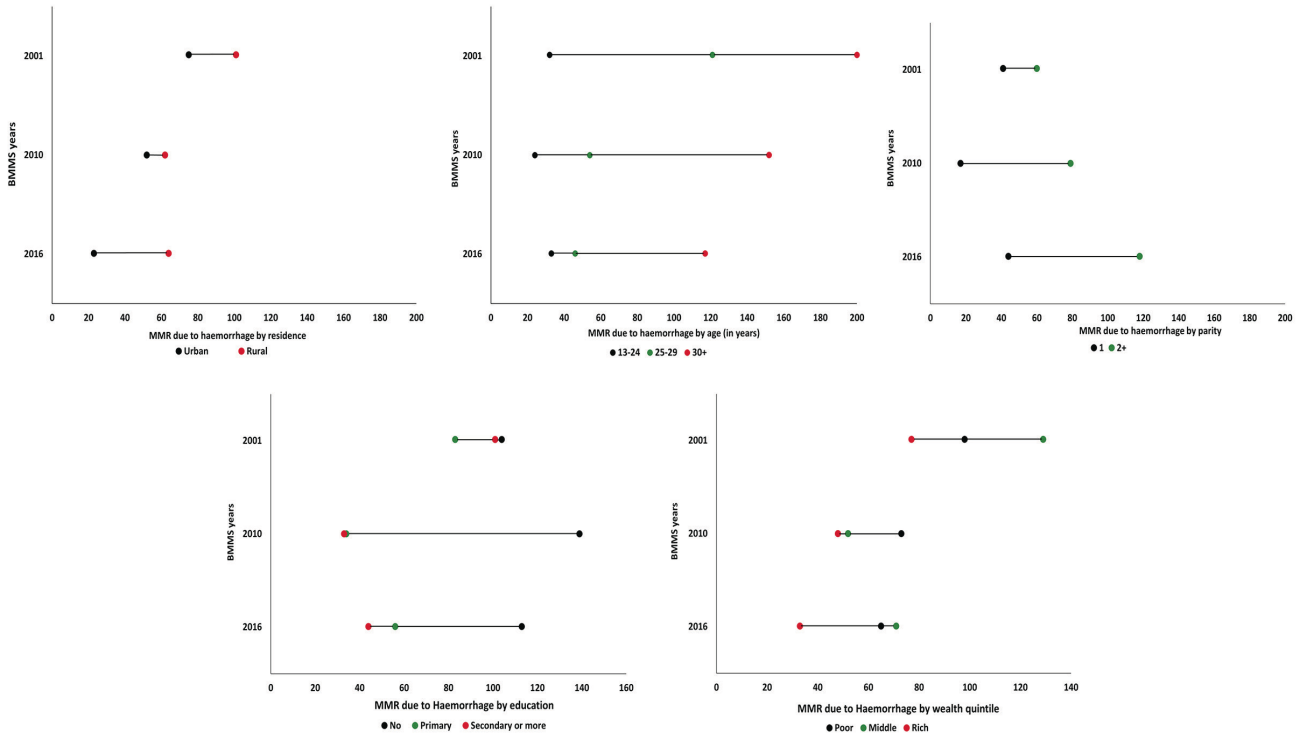 BMMS years
2001
2010
2016
0 20 40 60 80 100 120 140 160 180 200
MMR due to haemorrhage by residence
Urban Rural
BMMS years
2001
2010
2016
0 20 40 60 80 100 120 140 160 180 200
MMR due to haemorrhage by age (in years)
13-24 25-29 30+
BMMS years
2001
2010
2016
0 20 40 60 80 100 120 140 160 180 200
MMR due to haemorrhage by parity
1 2+
BMMS years
2001
2010
2016
0 20 40 60 80 100 120 140 160
MMR due to Haemorrhage by education
No Primary Secondary or more
BMMS years
2001
2010
2016
0 20 40 60 80 100 120 140
MMR due to Haemorrhage by wealth quintile
Poor Middle Rich